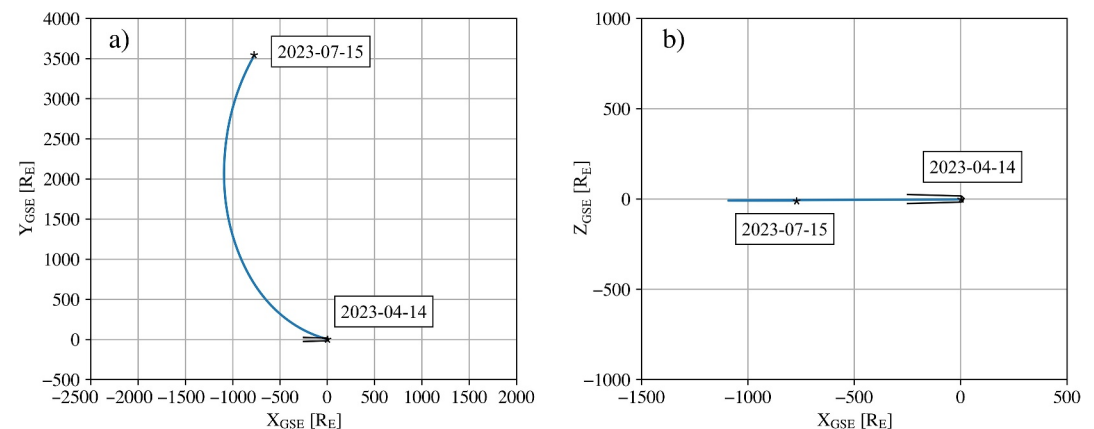 a)
4000
3500
3000
2500
2000
1500
1000
500
0
−500
Y_GSE [R_E]
2023-07-15
2023-04-14
−2500 −2000 −1500 −1000 −500 0 500 1000 1500 2000
X_GSE [R_E]
b)
1000
500
0
−500
−1000
Z_GSE [R_E]
2023-04-14
2023-07-15
−1500 −1000 −500 0 500
X_GSE [R_E]